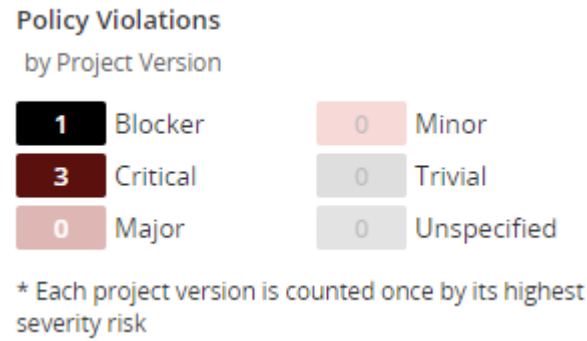 Policy Violations
by Project Version
1 Blocker 0 Minor
3 Critical 0 Trivial
0 Major 0 Unspecified
* Each project version is counted once by its highest
severity risk